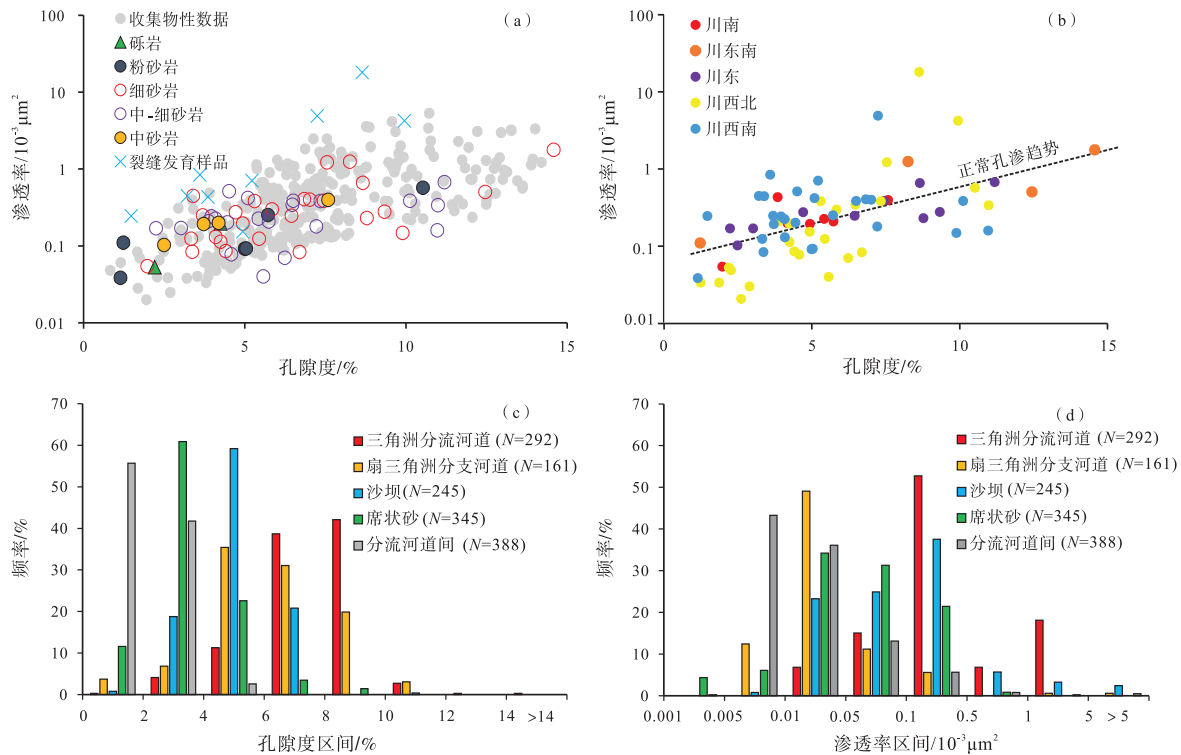 (a)
收集物性数据
砾岩
粉砂岩
细砂岩
中-细砂岩
中砂岩
裂缝发育样品
100
10
1
0.1
0.01
渗透率/10⁻³μm²
0
5
10
15
孔隙度/%
(b)
川南
川东南
川东
川西北
川西南
正常孔渗趋势
100
10
1
0.1
0.01
渗透率/10⁻³μm²
0
5
10
15
孔隙度/%
(c)
三角洲分流河道 (N=292)
扇三角洲分支河道 (N=161)
沙坝(N=245)
席状砂 (N=345)
分流河道间 (N=388)
70
60
50
40
30
20
10
0
频率/%
0 2 4 6 8 10 12 14 >14
孔隙度区间/%
(d)
三角洲分流河道 (N=292)
扇三角洲分支河道 (N=161)
沙坝(N=245)
席状砂 (N=345)
分流河道间 (N=388)
70
60
50
40
30
20
10
0
频率/%
0.001 0.005 0.01 0.05 0.1 0.5 1 5 >5
渗透率区间/10⁻³μm²